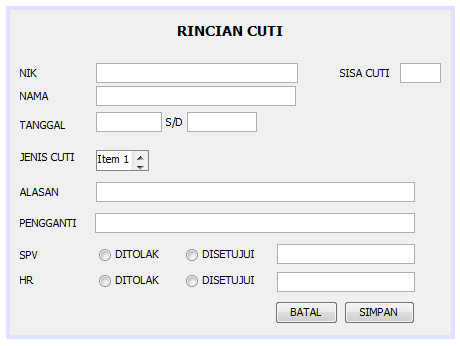 RINCIAN CUTI
NIK SISA CUTI
NAMA
TANGGAL S/D
JENIS CUTI Item 1
ALASAN
PENGGANTI
SPV DITOLAK DISETUJUI
HR DITOLAK DISETUJUI
BATAL SIMPAN